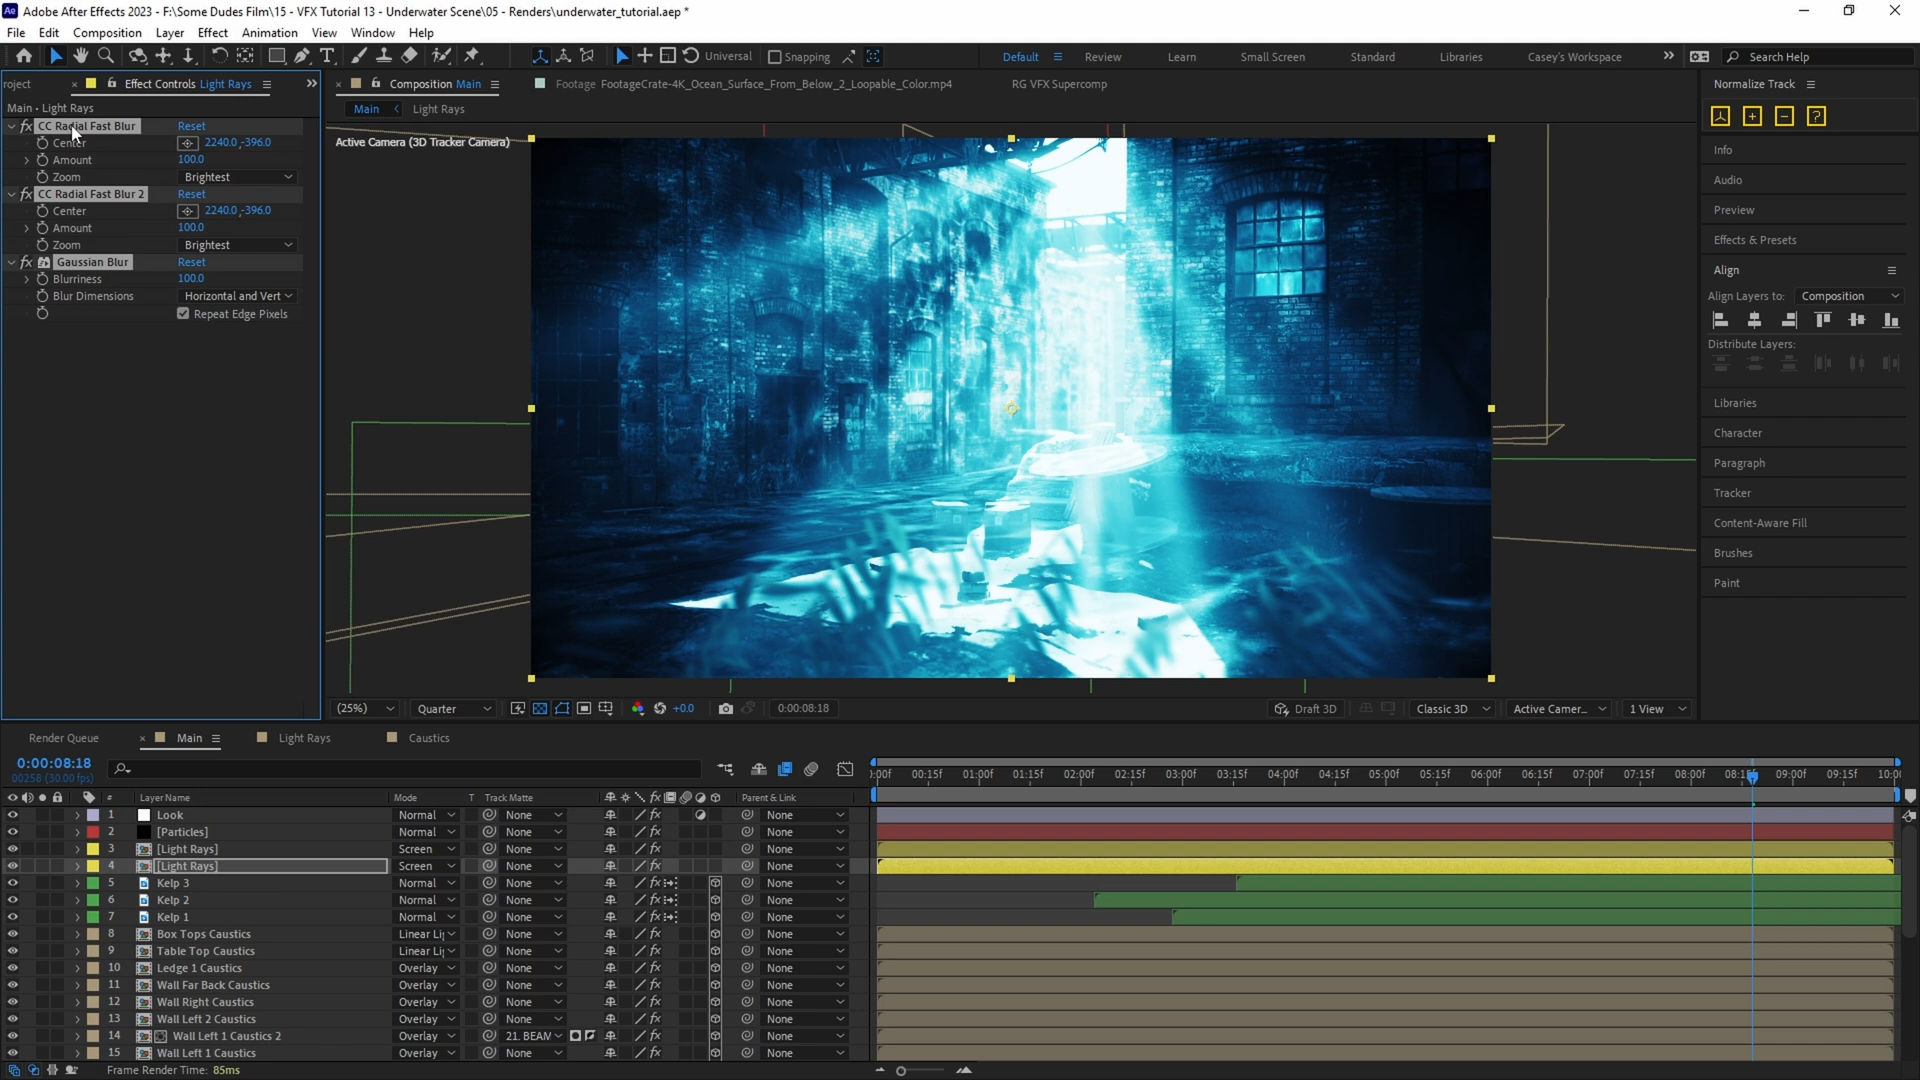 Ae Adobe After Effects 2023 - F:\Some Dudes Film\15 - VFX Tutorial 13 - Underwater Scene\05 - Renders\underwater_tutorial.aep *
File Edit Composition Layer Effect Animation View Window Help
Universal Snapping Default Review Learn Small Screen Standard Libraries Casey's Workspace Search Help
roject Effect Controls Light Rays
Composition Main Footage FootageCrate-4K_Ocean_Surface_From_Below_2_Loopable_Color.mp4 RG VFX Supercomp
Normalize Track
Main • Light Rays
Main Light Rays
CC Radial Fast Blur Reset
Center 2240.0,-396.0
Amount 100.0
Zoom Brightest
CC Radial Fast Blur 2 Reset
Center 2240.0,-396.0
Amount 100.0
Zoom Brightest
Gaussian Blur Reset
Blurriness 100.0
Blur Dimensions Horizontal and Vert
Repeat Edge Pixels
Active Camera (3D Tracker Camera)
Info
Audio
Preview
Effects & Presets
Align
Align Layers to: Composition
Distribute Layers:
Libraries
Character
Paragraph
Tracker
Content-Aware Fill
Brushes
Paint
(25%) Quarter +0.0 0:00:08:18 Draft 3D Classic 3D Active Camer... 1 View
Render Queue Main Light Rays Caustics
0:00:08:18
00258 (30.00 fps)
):00f 00:15f 01:00f 01:15f 02:00f 02:15f 03:00f 03:15f 04:00f 04:15f 05:00f 05:15f 06:00f 06:15f 07:00f 07:15f 08:00f 08:15f 09:00f 09:15f 10:0
# Layer Name Mode T Track Matte Parent & Link
1 Look Normal None None
2 [Particles] Normal None None
3 [Light Rays] Screen None None
4 [Light Rays] Screen None None
5 Kelp 3 Normal None None
6 Kelp 2 Normal None None
7 Kelp 1 Normal None None
8 Box Tops Caustics Linear Li None None
9 Table Top Caustics Linear Li None None
10 Ledge 1 Caustics Overlay None None
11 Wall Far Back Caustics Overlay None None
12 Wall Right Caustics Overlay None None
13 Wall Left 2 Caustics Overlay None None
14 Wall Left 1 Caustics 2 Overlay 21. BEAM None
15 Wall Left 1 Caustics Overlay None None
Frame Render Time: 85ms